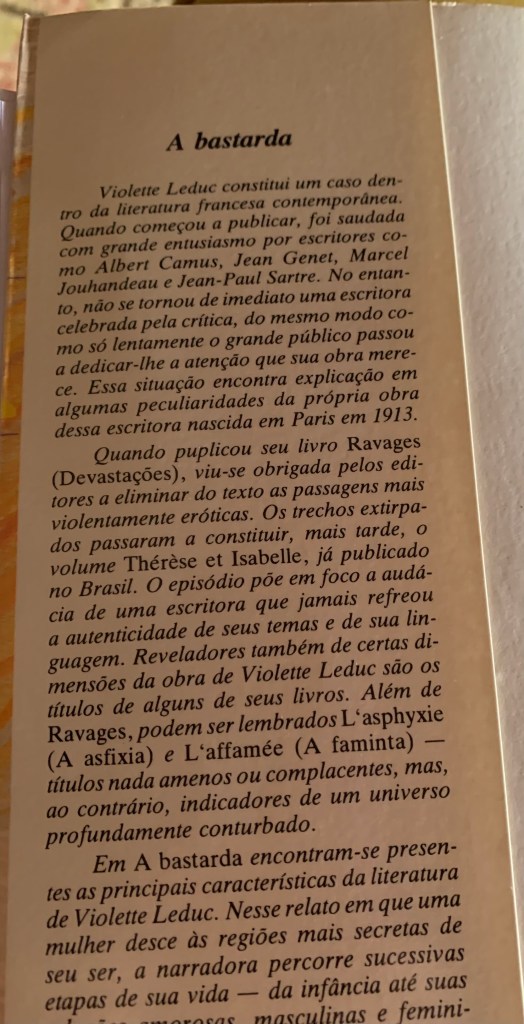 A bastarda
Violette Leduc constitui um caso den-
tro da literatura francesa contemporânea.
Quando começou a publicar, foi saudada
com grande entusiasmo por escritores co-
mo Albert Camus, Jean Genet, Marcel
Jouhandeau e Jean-Paul Sartre. No entan-
to, não se tornou de imediato uma escritora
celebrada pela crítica, do mesmo modo co-
mo só lentamente o grande público passou
a dedicar-lhe a atenção que sua obra mere-
ce. Essa situação encontra explicação em
algumas peculiaridades da própria obra
dessa escritora nascida em Paris em 1913.
Quando puplicou seu livro Ravages
(Devastações), viu-se obrigada pelos edi-
tores a eliminar do texto as passagens mais
violentamente eróticas. Os trechos extirpa-
dos passaram a constituir, mais tarde, o
volume Thérèse et Isabelle, já publicado
no Brasil. O episódio põe em foco a audá-
cia de uma escritora que jamais refreou
a autenticidade de seus temas e de sua lin-
guagem. Reveladores também de certas di-
mensões da obra de Violette Leduc são os
títulos de alguns de seus livros. Além de
Ravages, podem ser lembrados L‘asphyxie
(A asfixia) e L‘affamée (A faminta) —
títulos nada amenos ou complacentes, mas,
ao contrário, indicadores de um universo
profundamente conturbado.
Em A bastarda encontram-se presen-
tes as principais características da literatura
de Violette Leduc. Nesse relato em que uma
mulher desce às regiões mais secretas de
seu ser, a narradora percorre sucessivas
etapas de sua vida — da infância até suas
amorosas, masculinas e femini-